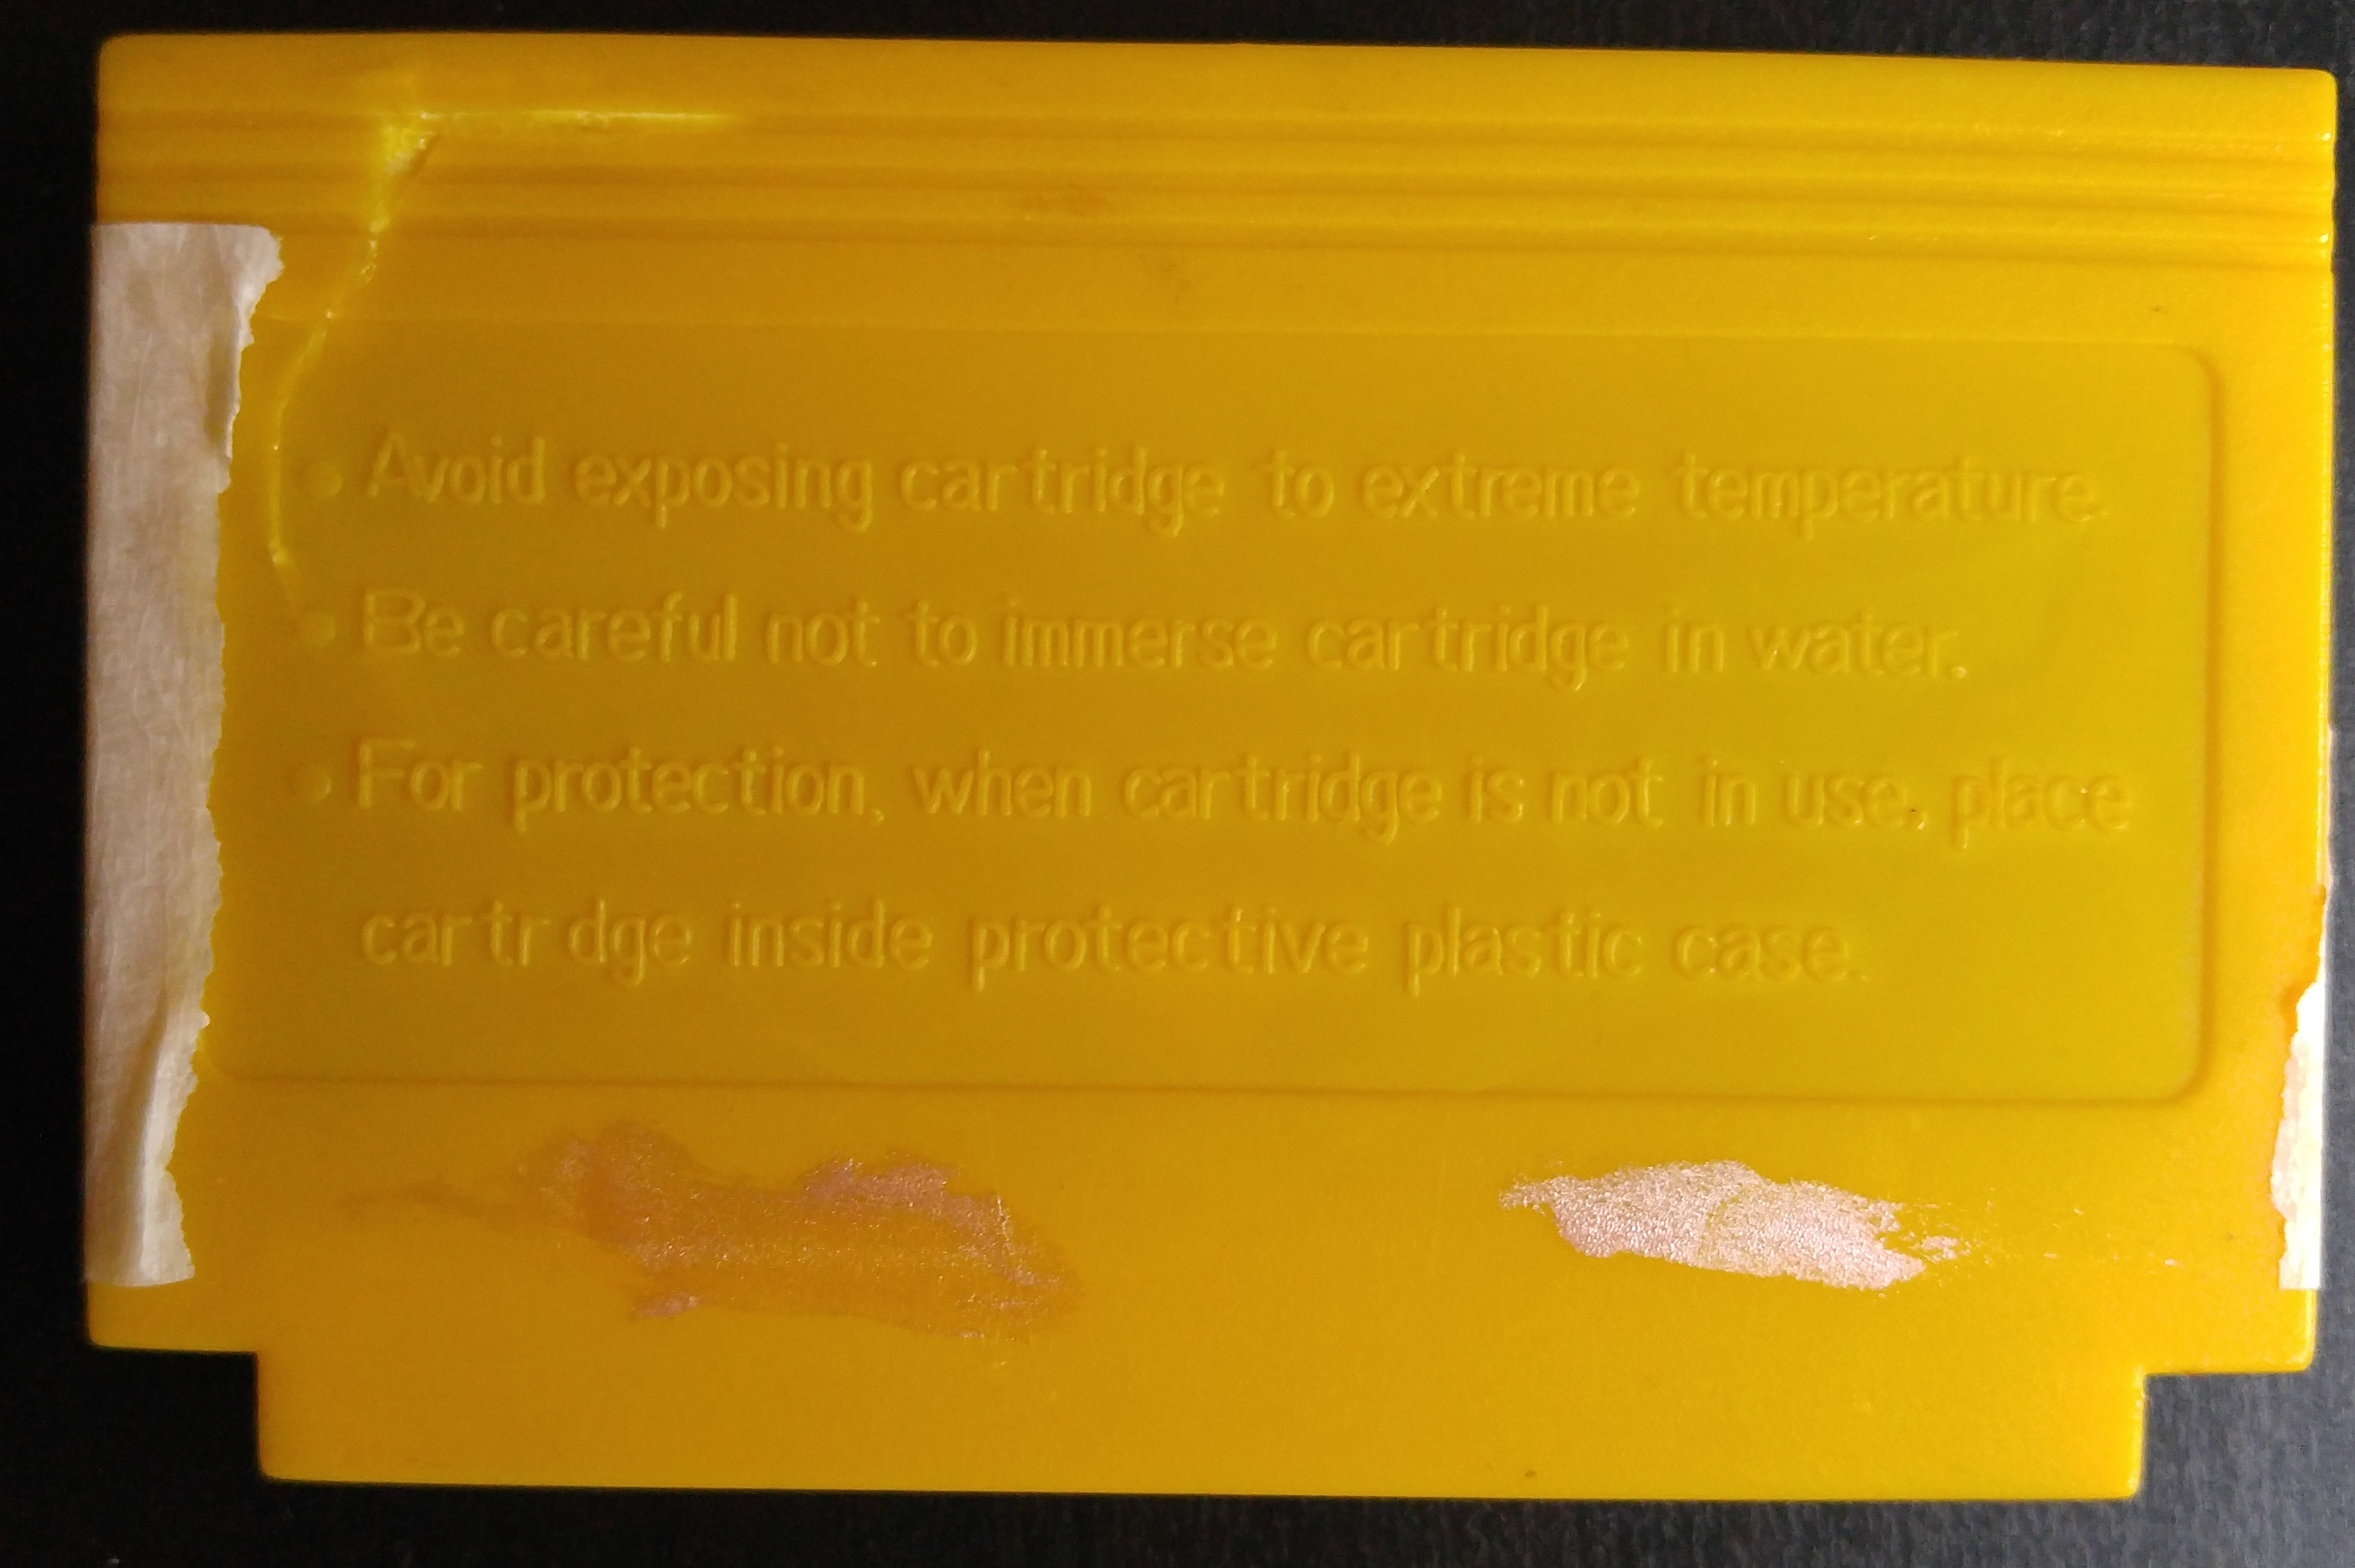 • Avoid exposing cartridge to extreme temperature.
• Be careful not to immerse cartridge in water.
• For protection, when cartridge is not in use, place
cartr dge inside protective plastic case.